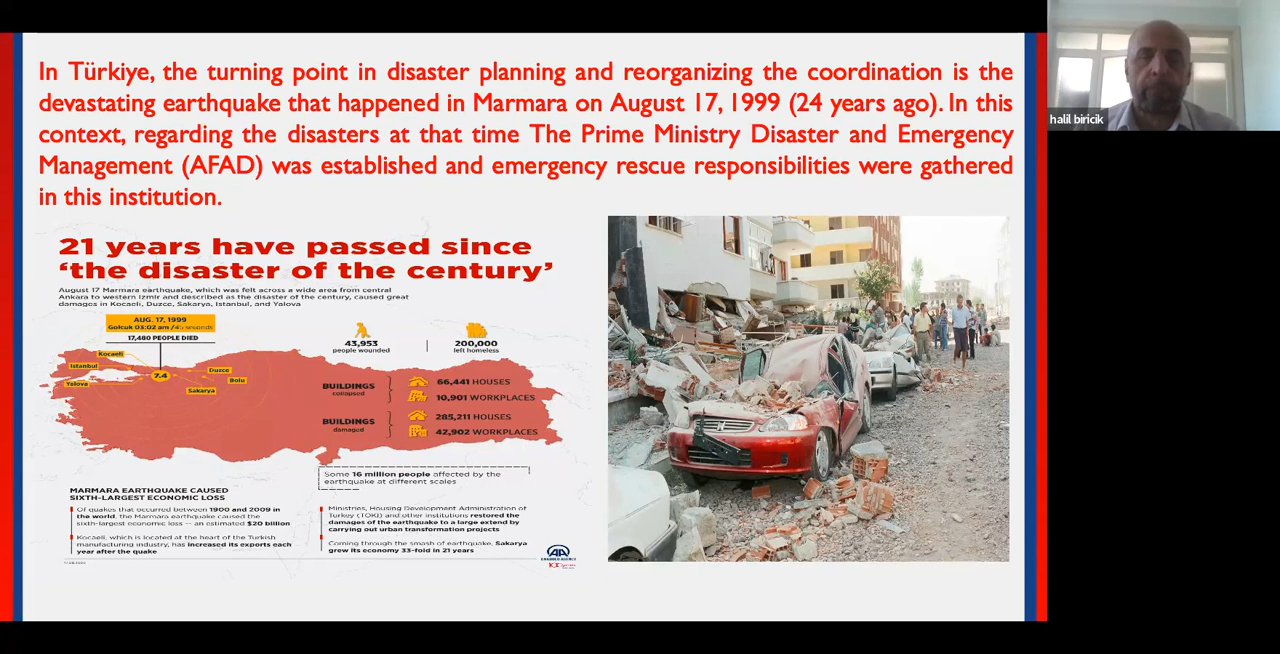 In Türkiye, the turning point in disaster planning and reorganizing the coordination is the
devastating earthquake that happened in Marmara on August 17, 1999 (24 years ago). In this
context, regarding the disasters at that time The Prime Ministry Disaster and Emergency
Management (AFAD) was established and emergency rescue responsibilities were gathered
in this institution.
halil biricik
21 years have passed since
‘the disaster of the century’
August 17 Marmara earthquake, which was felt across a wide area from central
Ankara to western Izmir and described as the disaster of the century, caused great
damages in Kocaeli, Duzce, Sakarya, Istanbul, and Yalova
AUG. 17, 1999
Golcuk 03:02 am /45 seconds
17,480 PEOPLE DIED
43,953
people wounded
200,000
left homeless
Kocaeli
Istanbul
Yalova
7.4
Duzce
Bolu
Sakarya
BUILDINGS
collapsed
66,441 HOUSES
10,901 WORKPLACES
BUILDINGS
damaged
285,211 HOUSES
42,902 WORKPLACES
Some 16 million people affected by the
earthquake at different scales
MARMARA EARTHQUAKE CAUSED
SIXTH-LARGEST ECONOMIC LOSS
Of quakes that occurred between 1900 and 2009 in
the world, the Marmara earthquake caused the
sixth-largest economic loss -- an estimated $20 billion
Kocaeli, which is located at the heart of the Turkish
manufacturing industry, has increased its exports each
year after the quake
Ministries, Housing Development Administration of
Turkey (TOKI) and other institutions restored the
damages of the earthquake to a large extend by
carrying out urban transformation projects
Coming through the smash of earthquake, Sakarya
grew its economy 33-fold in 21 years
AA